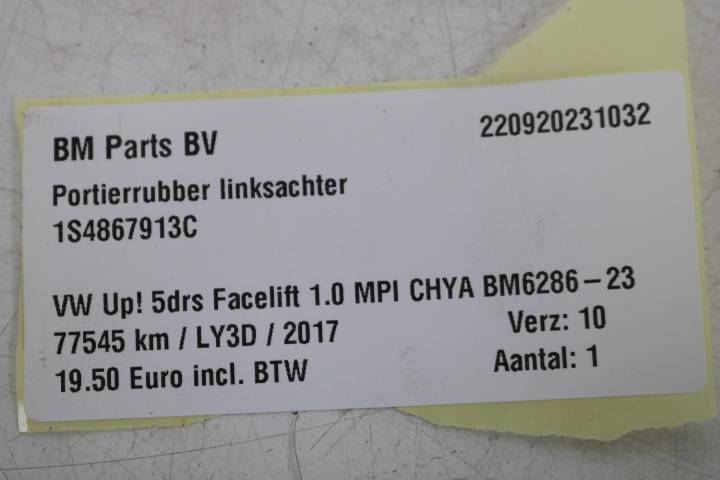 BM Parts BV
220920231032
Portierrubber linksachter
1S4867913C
VW Up! 5drs Facelift 1.0 MPI CHYA BM6286-23
77545 km / LY3D / 2017
Verz: 10
19.50 Euro incl. BTW
Aantal: 1